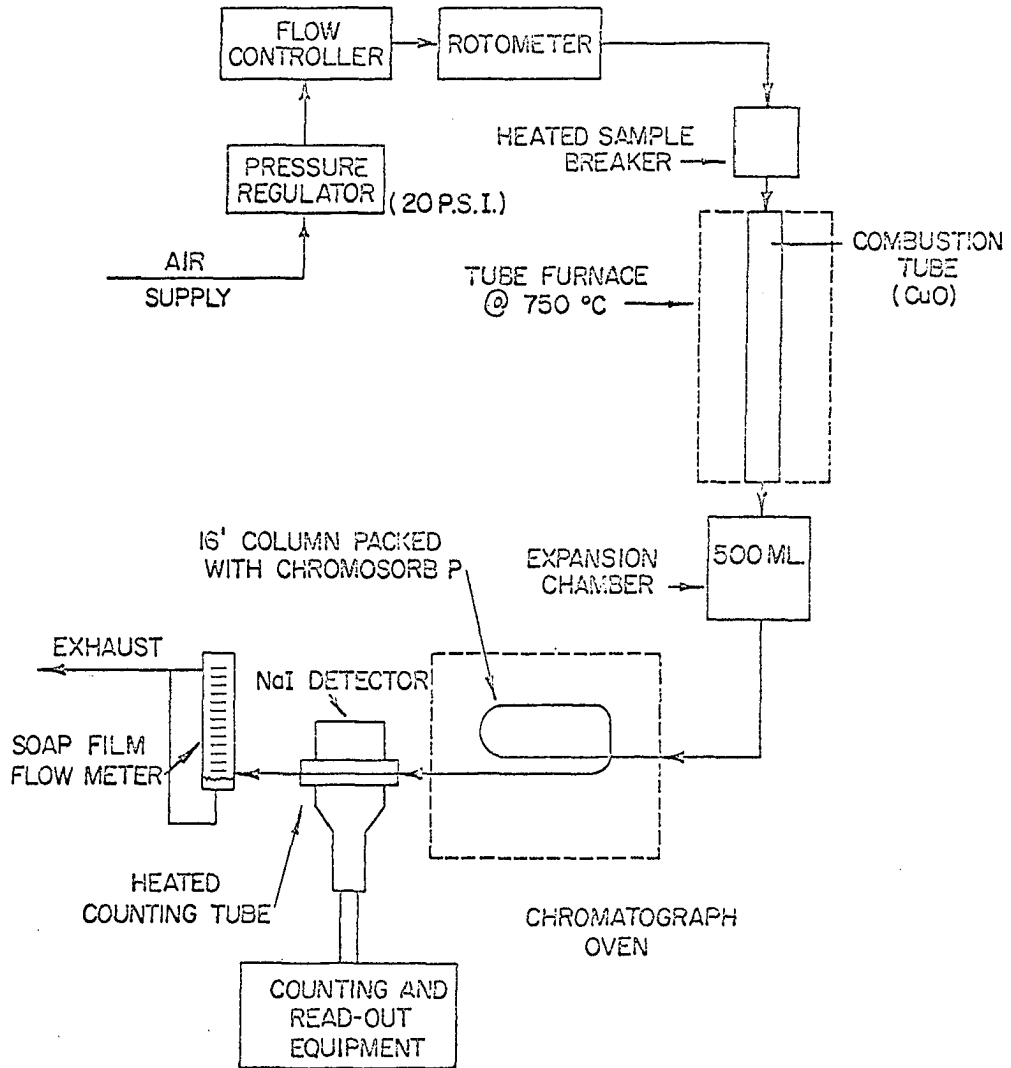 FLOW
CONTROLLER
ROTOMETER
HEATED SAMPLE
BREAKER
PRESSURE
REGULATOR
(20 P.S.I.)
AIR
SUPPLY
TUBE FURNACE
@ 750 °C
COMBUSTION
TUBE
(CuO)
16' COLUMN PACKED
WITH CHROMOSORB P
EXPANSION
CHAMBER
500 ML.
EXHAUST
NaI DETECTOR
SOAP FILM
FLOW METER
HEATED
COUNTING TUBE
CHROMATOGRAPH
OVEN
COUNTING AND
READ-OUT
EQUIPMENT